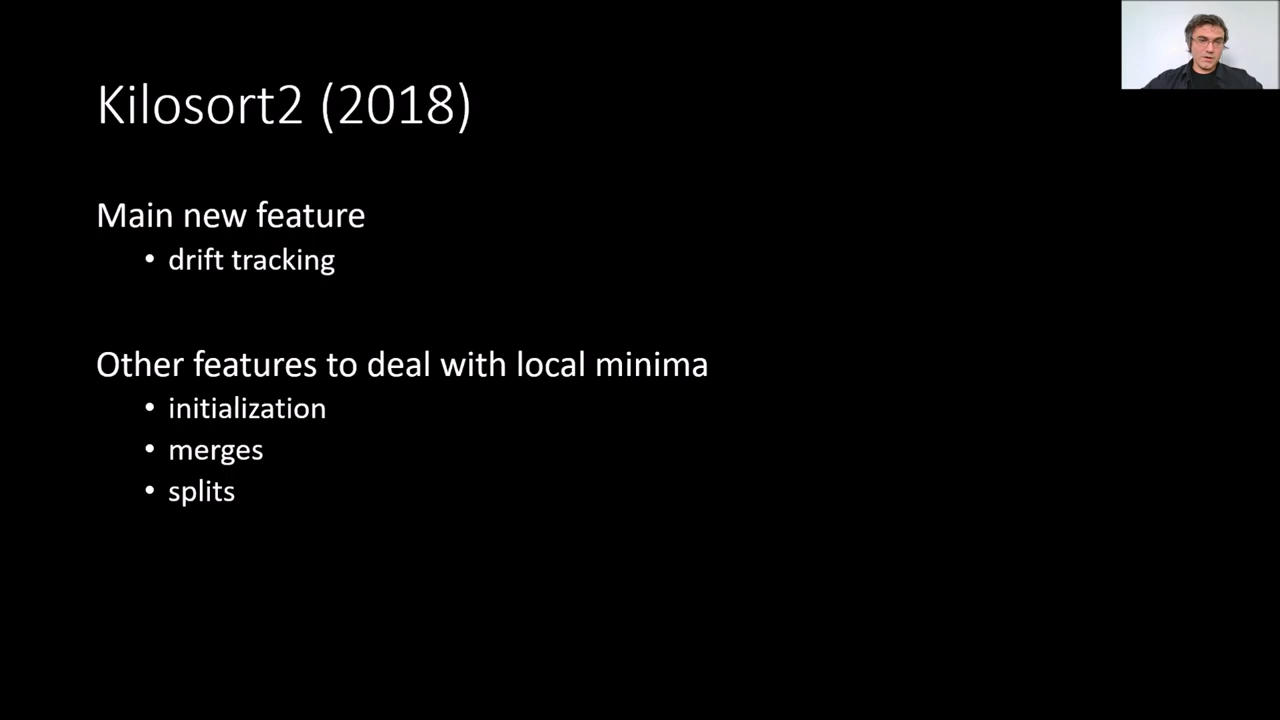 Kilosort2 (2018)
Main new feature
• drift tracking
Other features to deal with local minima
• initialization
• merges
• splits